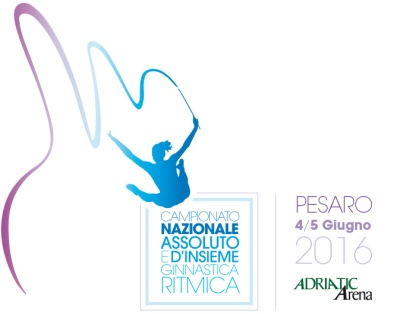 CAMPIONATO
NAZIONALE
ASSOLUTO
E D'INSIEME
GINNASTICA
RITMICA
PESARO
4/5 Giugno
2016
ADRIATIC
Arena